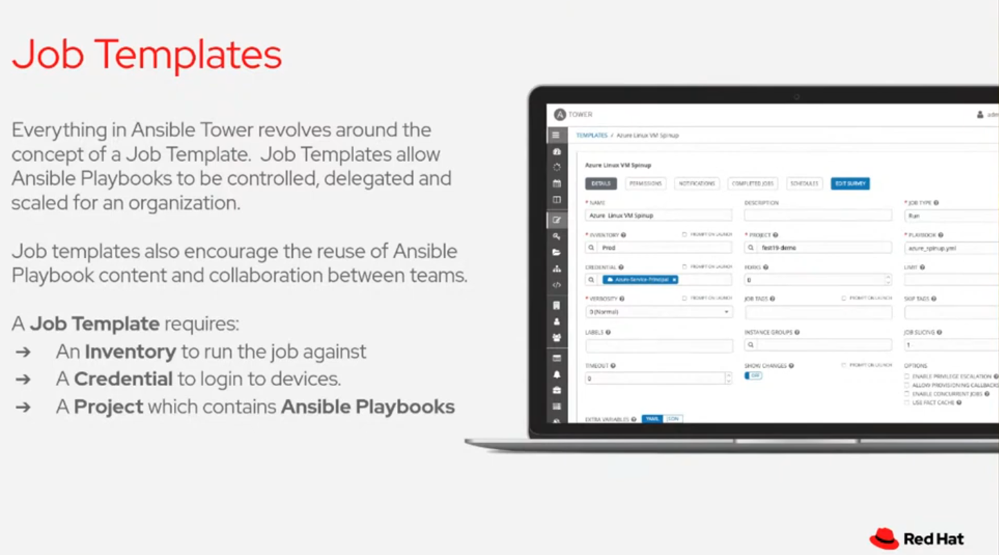 Job Templates
Everything in Ansible Tower revolves around the
concept of a Job Template.  Job Templates allow
Ansible Playbooks to be controlled, delegated and
scaled for an organization.
Job templates also encourage the reuse of Ansible
Playbook content and collaboration between teams.
A Job Template requires:
➔ An Inventory to run the job against
➔ A Credential to login to devices.
➔ A Project which contains Ansible Playbooks
A TOWER
TEMPLATES / Azure Linux VM Spinup
Azure Linux VM Spinup
DETAILS PERMISSIONS NOTIFICATIONS COMPLETED JOBS SCHEDULES EDIT SURVEY
* NAME DESCRIPTION * JOB TYPE
Azure Linux VM Spinup Run
* INVENTORY PROMPT ON LAUNCH * PROJECT * PLAYBOOK
Prod fest19-demo azure_spinup.yml
CREDENTIAL PROMPT ON LAUNCH FORKS LIMIT
Azure-Service-Principal x 0
* VERBOSITY PROMPT ON LAUNCH JOB TAGS PROMPT ON LAUNCH SKIP TAGS
0 (Normal)
LABELS INSTANCE GROUPS JOB SLICING
1
TIMEOUT SHOW CHANGES PROMPT ON LAUNCH OPTIONS
0 OFF ENABLE PRIVILEGE ESCALATION
ALLOW PROVISIONING CALLBACKS
ENABLE CONCURRENT JOBS
USE FACT CACHE
EXTRA VARIABLES YAML JSON
Red Hat